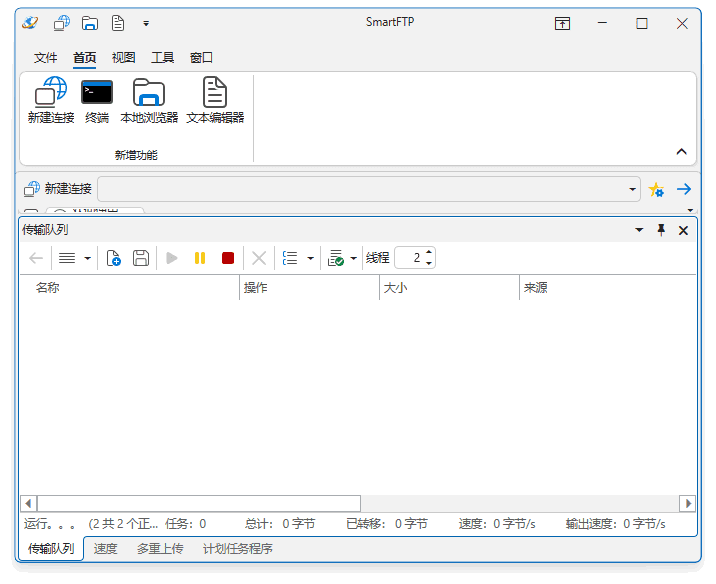 SmartFTP
文件 首页 视图 工具 窗口
新建连接 终端 本地浏览器 文本编辑器
新增功能
新建连接
传输队列
线程 2
名称 操作 大小 来源
运行。。。 (2 共 2 个正... 任务: 0 总计: 0 字节 已转移: 0 字节 速度: 0 字节/s 输出速度: 0 字节/s
传输队列 速度 多重上传 计划任务程序